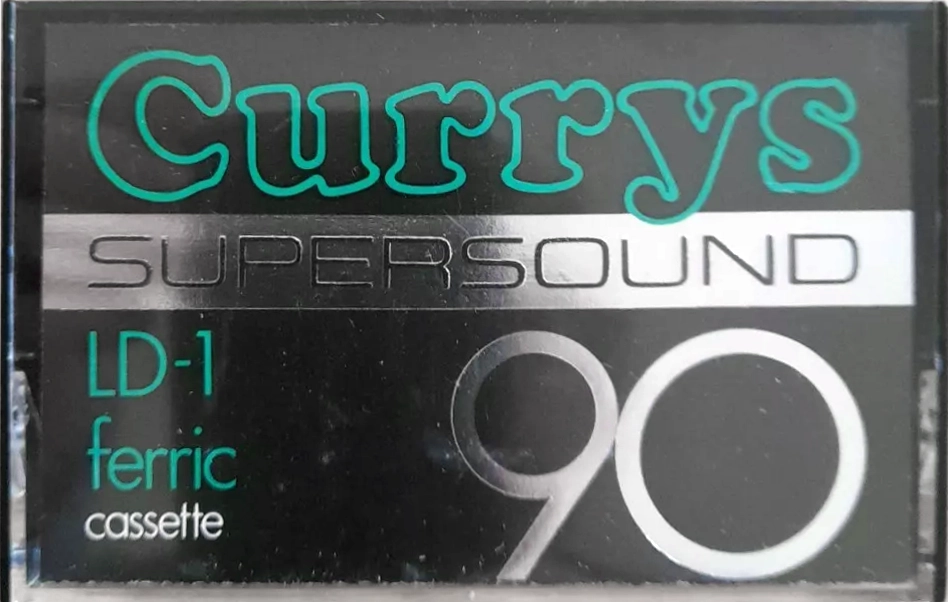 Currys
SUPERSOUND
LD-1
ferric
cassette
90